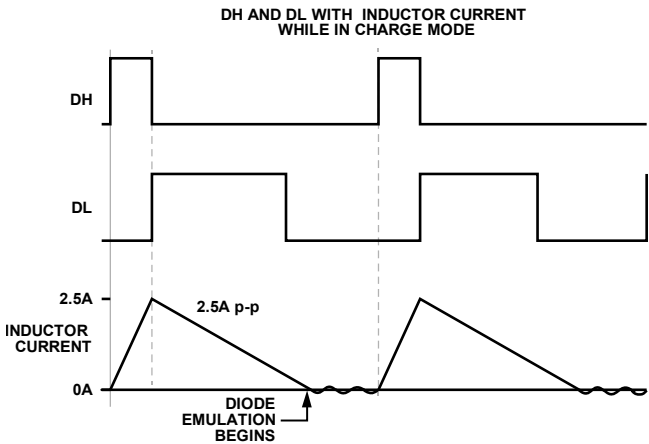 DH AND DL WITH INDUCTOR CURRENT
WHILE IN CHARGE MODE
DH
DL
2.5A
2.5A p-p
INDUCTOR
CURRENT
0A
DIODE
EMULATION
BEGINS